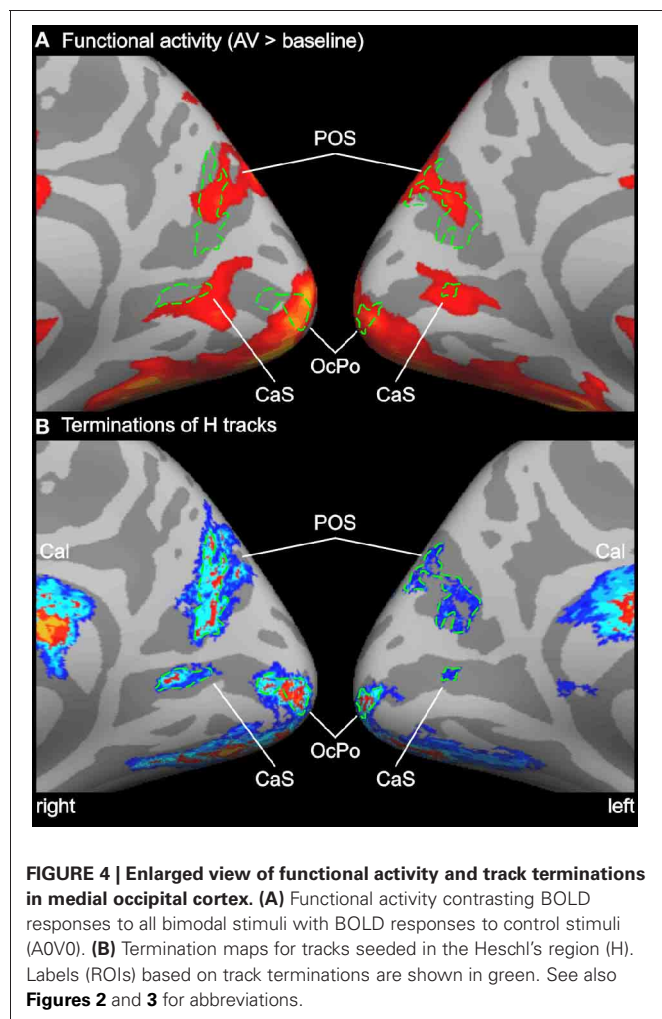 A Functional activity (AV > baseline)
POS
OcPo
CaS
CaS
B Terminations of H tracks
POS
Cal
Cal
OcPo
CaS
CaS
right
left
FIGURE 4 | Enlarged view of functional activity and track terminations
in medial occipital cortex. (A) Functional activity contrasting BOLD
responses to all bimodal stimuli with BOLD responses to control stimuli
(A0V0). (B) Termination maps for tracks seeded in the Heschl's region (H).
Labels (ROIs) based on track terminations are shown in green. See also
Figures 2 and 3 for abbreviations.